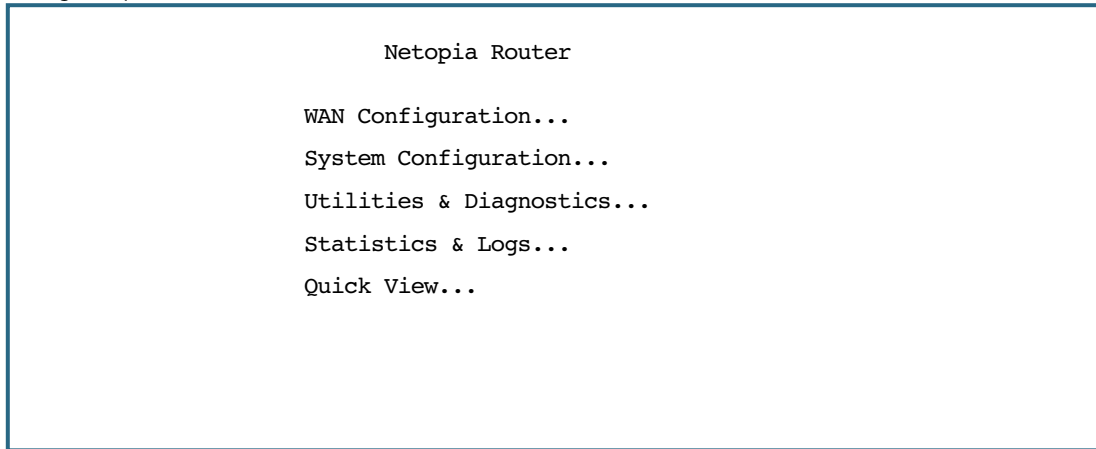 Netopia Router
WAN Configuration...
System Configuration...
Utilities & Diagnostics...
Statistics & Logs...
Quick View...